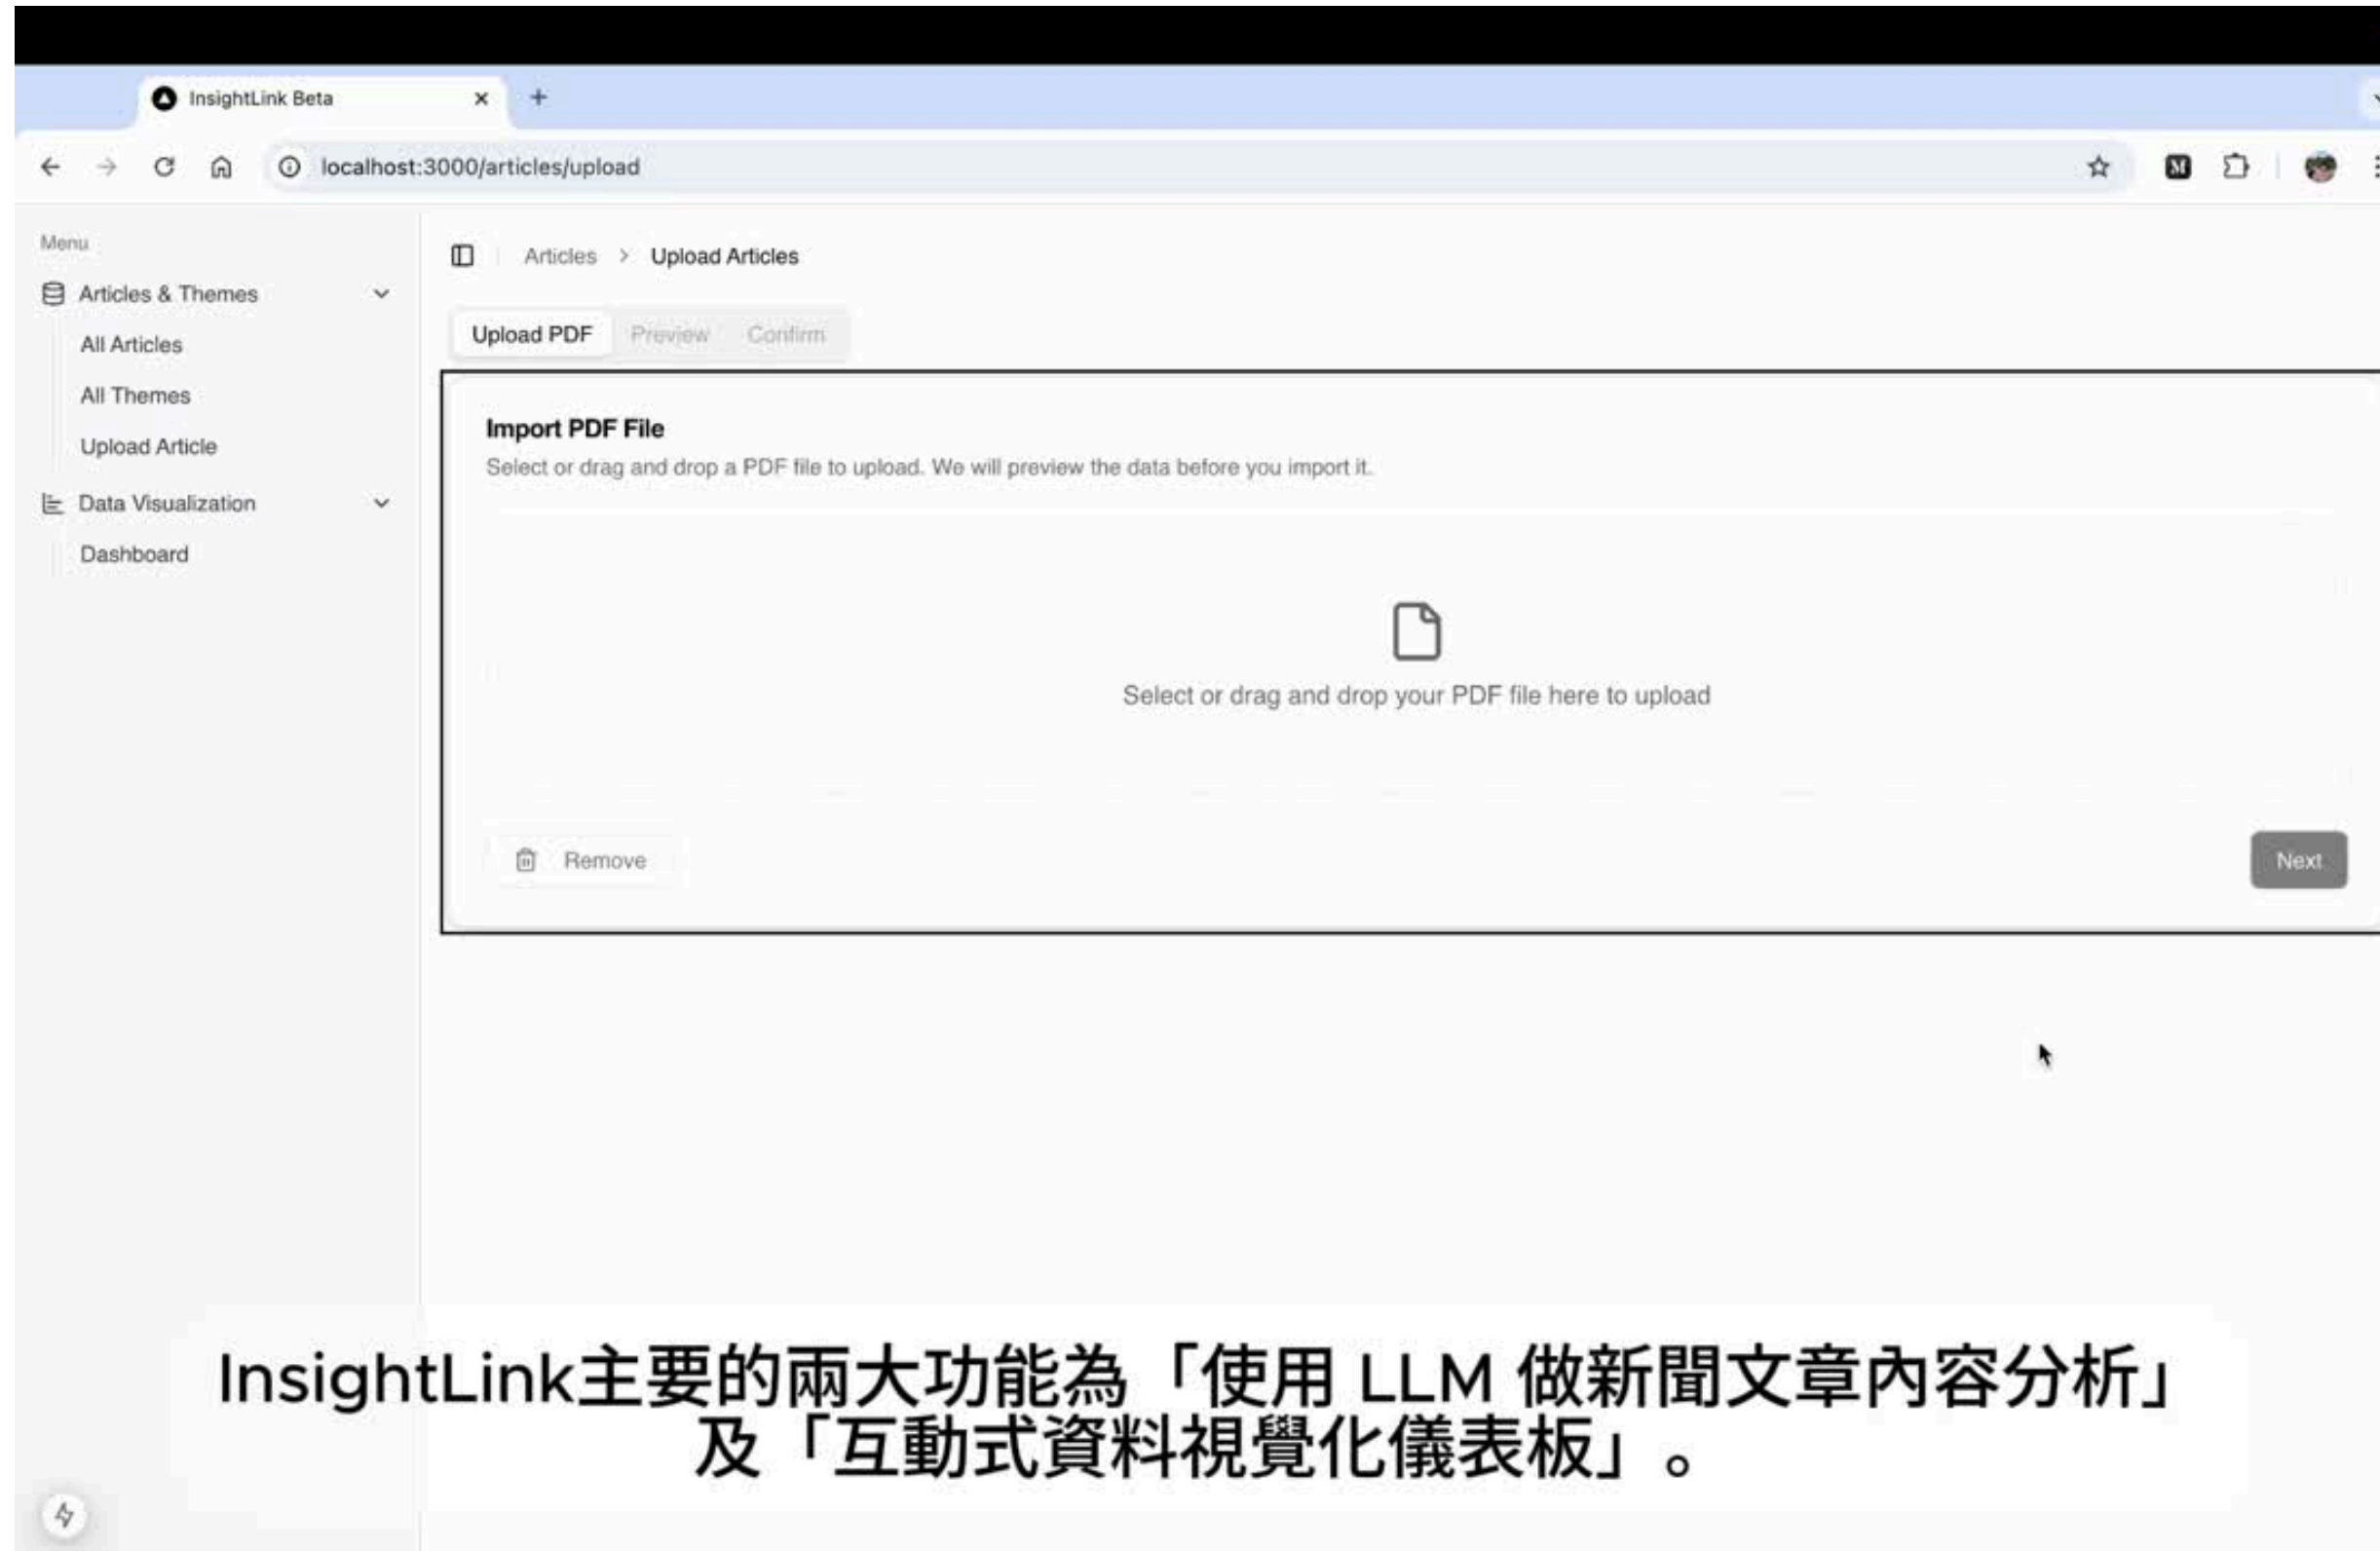 InsightLink Beta
localhost:3000/articles/upload
Menu
Articles & Themes
All Articles
All Themes
Upload Article
Data Visualization
Dashboard
Articles > Upload Articles
Upload PDF Preview Confirm
Import PDF File
Select or drag and drop a PDF file to upload. We will preview the data before you import it.
Select or drag and drop your PDF file here to upload
Remove
Next
InsightLink主要的兩大功能為「使用 LLM 做新聞文章內容分析」
及「互動式資料視覺化儀表板」。